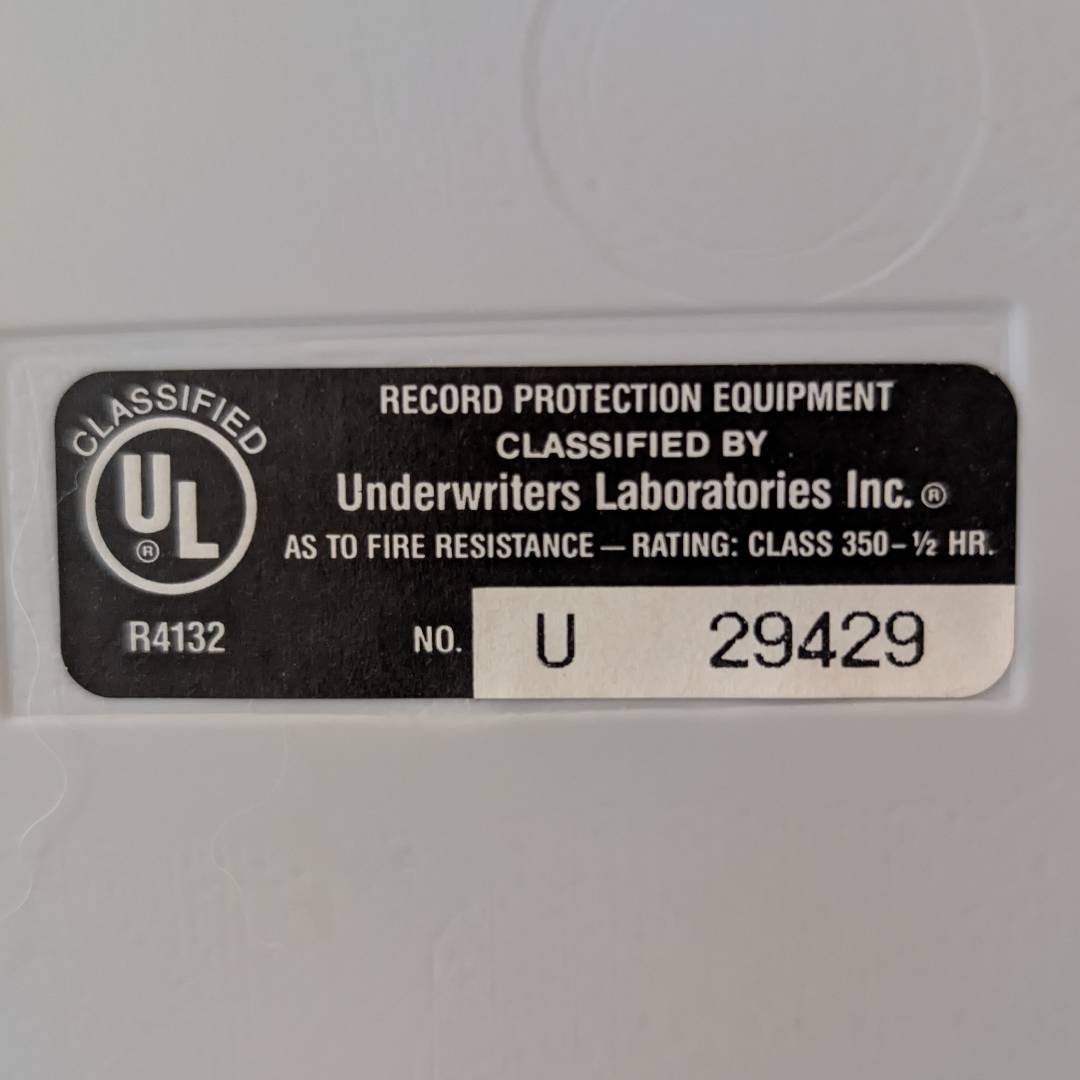 CLASSIFIED
UL®
R4132
RECORD PROTECTION EQUIPMENT
CLASSIFIED BY
Underwriters Laboratories Inc.®
AS TO FIRE RESISTANCE — RATING: CLASS 350-½ HR.
NO. U 29429